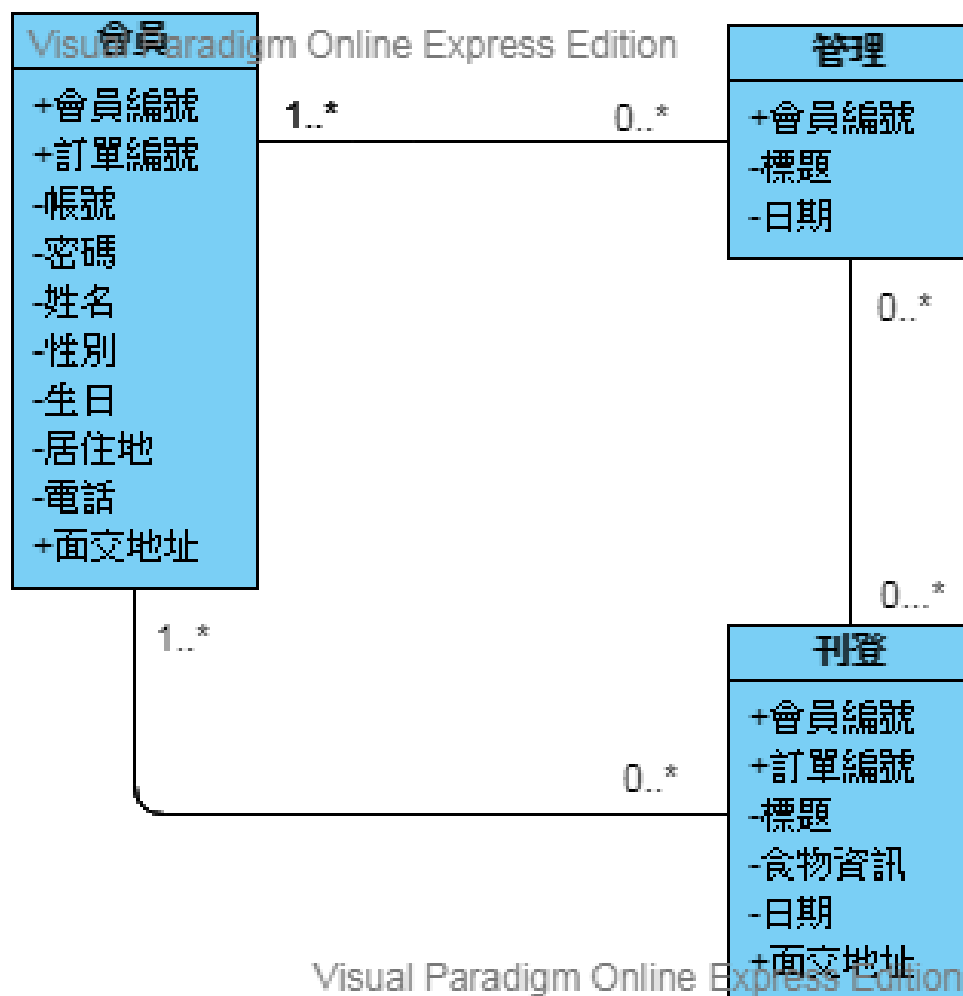 Visual Paradigm Online Express Edition
會員
+會員編號
+訂單編號
-帳號
-密碼
-姓名
-性別
-生日
-居住地
-電話
+面交地址
1..*
0..*
管理
+會員編號
-標題
-日期
0..*
0...*
1..*
0..*
刊登
+會員編號
+訂單編號
-標題
-食物資訊
-日期
+面交地址
Visual Paradigm Online Express Edition